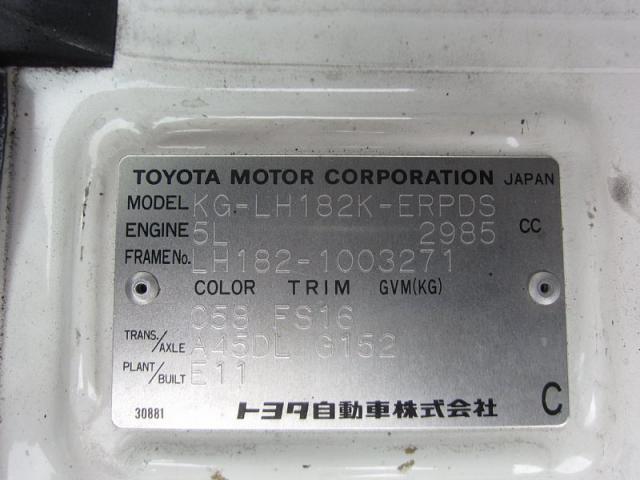 TOYOTA MOTOR CORPORATION JAPAN
MODEL KG-LH182K-ERPDS
ENGINE 5L 2985 CC
FRAME No. LH182-1003271
COLOR TRIM GVM(KG)
058 FS16
TRANS./AXLE A45DL G152
PLANT/BUILT E11
30881 トヨタ自動車株式会社 C